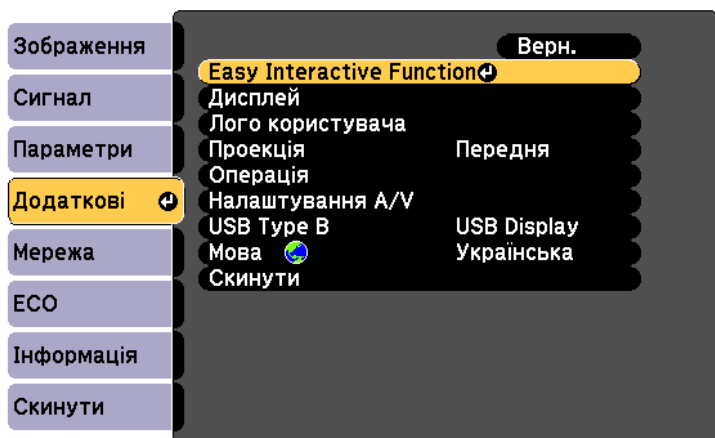 Зображення
Сигнал
Параметри
Додаткові
Мережа
ECO
Інформація
Скинути
Верн.
Easy Interactive Function
Дисплей
Лого користувача
Проекція Передня
Операція
Налаштування A/V
USB Type B USB Display
Мова Українська
Скинути